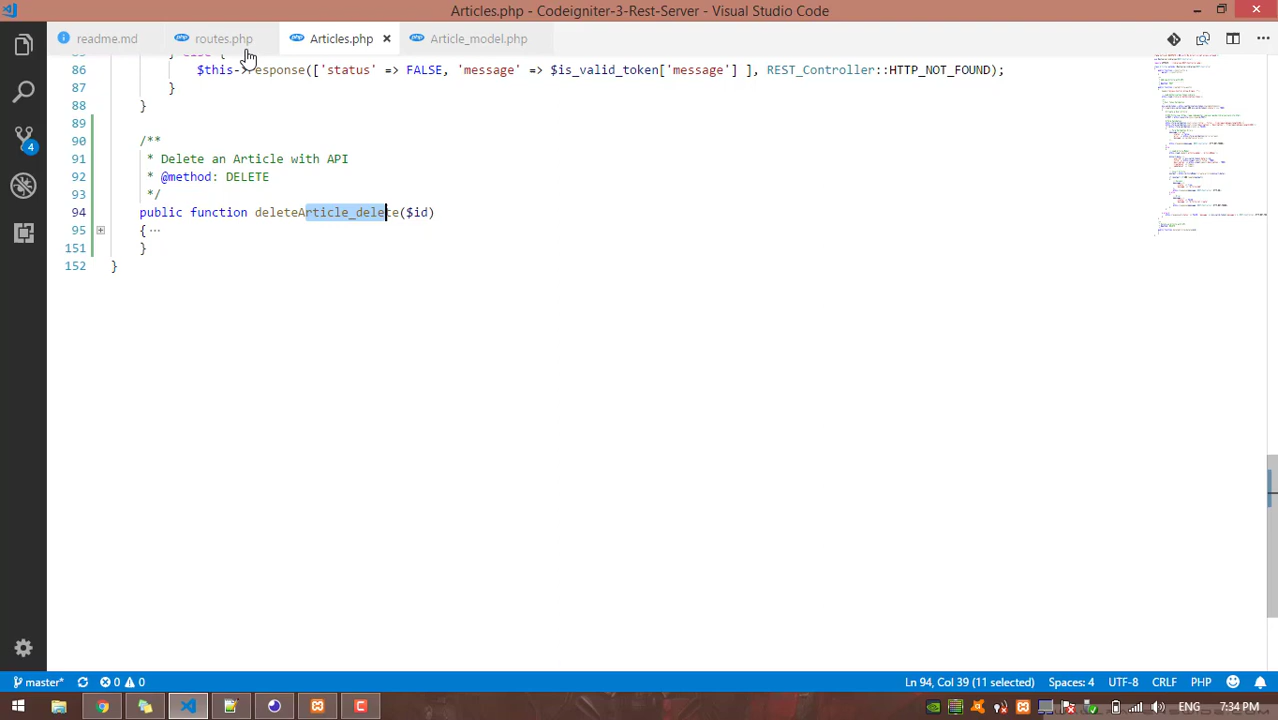 Articles.php - Codeigniter-3-Rest-Server - Visual Studio Code
readme.md
routes.php
Articles.php
Article_model.php
86 $this->response(['status' => FALSE, => $is_valid_token['message'] ], REST_Controller::HTTP_NOT_FOUND);
87 }
88 }
89
90 /**
91 * Delete an Article with API
92 * @method: DELETE
93 */
94 public function deleteArticle_delete($id)
95 { ...
151 }
152 }
4
master*
0 0
Ln 94, Col 39 (11 selected)
Spaces: 4
UTF-8
CRLF
PHP
ENG
7:34 PM